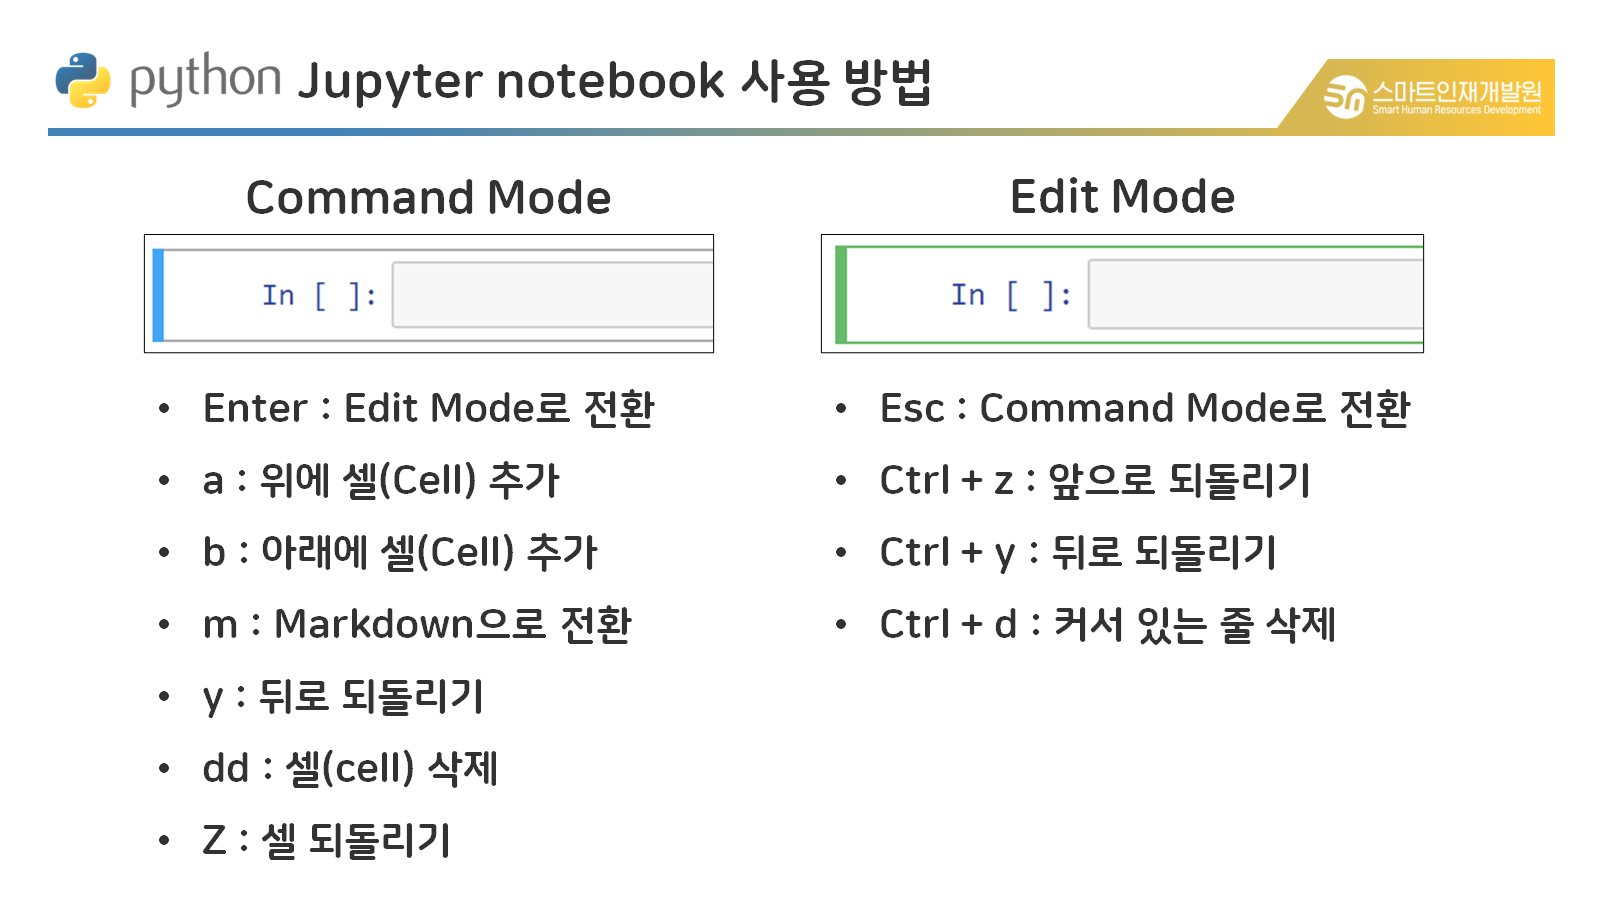 python Jupyter notebook 사용 방법
스마트인재개발원
Smart Human Resources Development
Command Mode
In [ ]:
• Enter : Edit Mode로 전환
• a : 위에 셀(Cell) 추가
• b : 아래에 셀(Cell) 추가
• m : Markdown으로 전환
• y : 뒤로 되돌리기
• dd : 셀(cell) 삭제
• Z : 셀 되돌리기
Edit Mode
In [ ]:
• Esc : Command Mode로 전환
• Ctrl + z : 앞으로 되돌리기
• Ctrl + y : 뒤로 되돌리기
• Ctrl + d : 커서 있는 줄 삭제